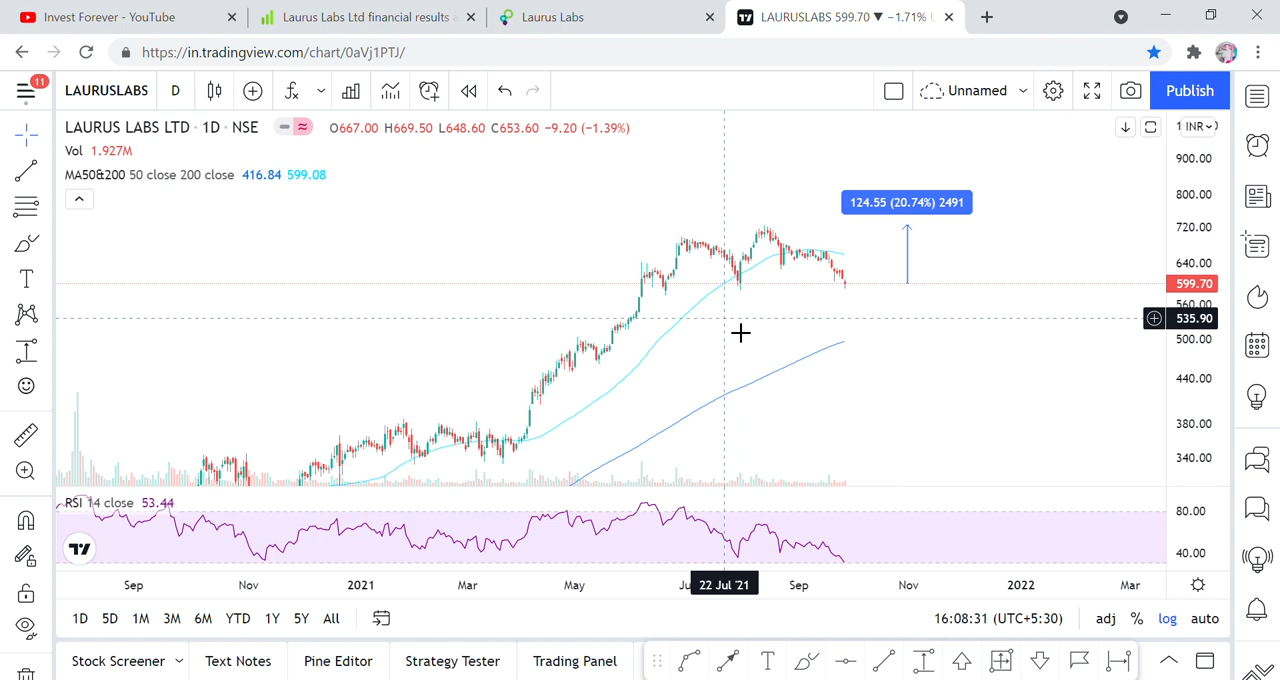 Invest Forever - YouTube
Laurus Labs Ltd financial results a
Laurus Labs
LAURUSLABS 599.70 ▼ −1.71% U
https://in.tradingview.com/chart/0aVj1PTJ/
11
LAURUSLABS D
Unnamed
Publish
LAURUS LABS LTD · 1D · NSE O667.00 H669.50 L648.60 C653.60 −9.20 (−1.39%)
INR
Vol 1.927M
MA50&200 50 close 200 close 416.84 599.08
900.00
800.00
124.55 (20.74%) 2491
720.00
640.00
599.70
560.00
535.90
500.00
440.00
380.00
340.00
RSI 14 close 53.44
80.00
40.00
Sep Nov 2021 Mar May 22 Jul '21 Sep Nov 2022 Mar
1D 5D 1M 3M 6M YTD 1Y 5Y All
16:08:31 (UTC+5:30) adj % log auto
Stock Screener Text Notes Pine Editor Strategy Tester Trading Panel